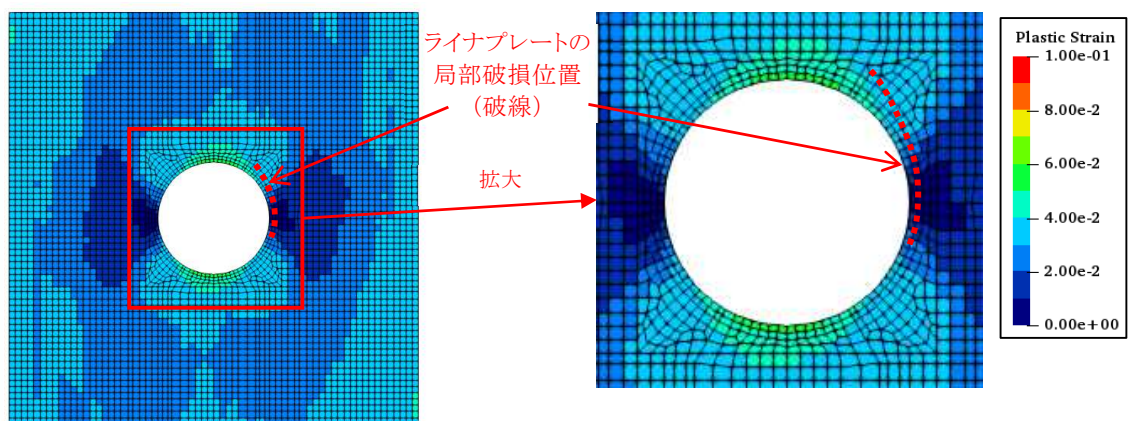 ライナプレートの
局部破損位置
（破線）
拡大
Plastic Strain
1.00e-01
8.00e-2
6.00e-2
4.00e-2
2.00e-2
0.00e+00